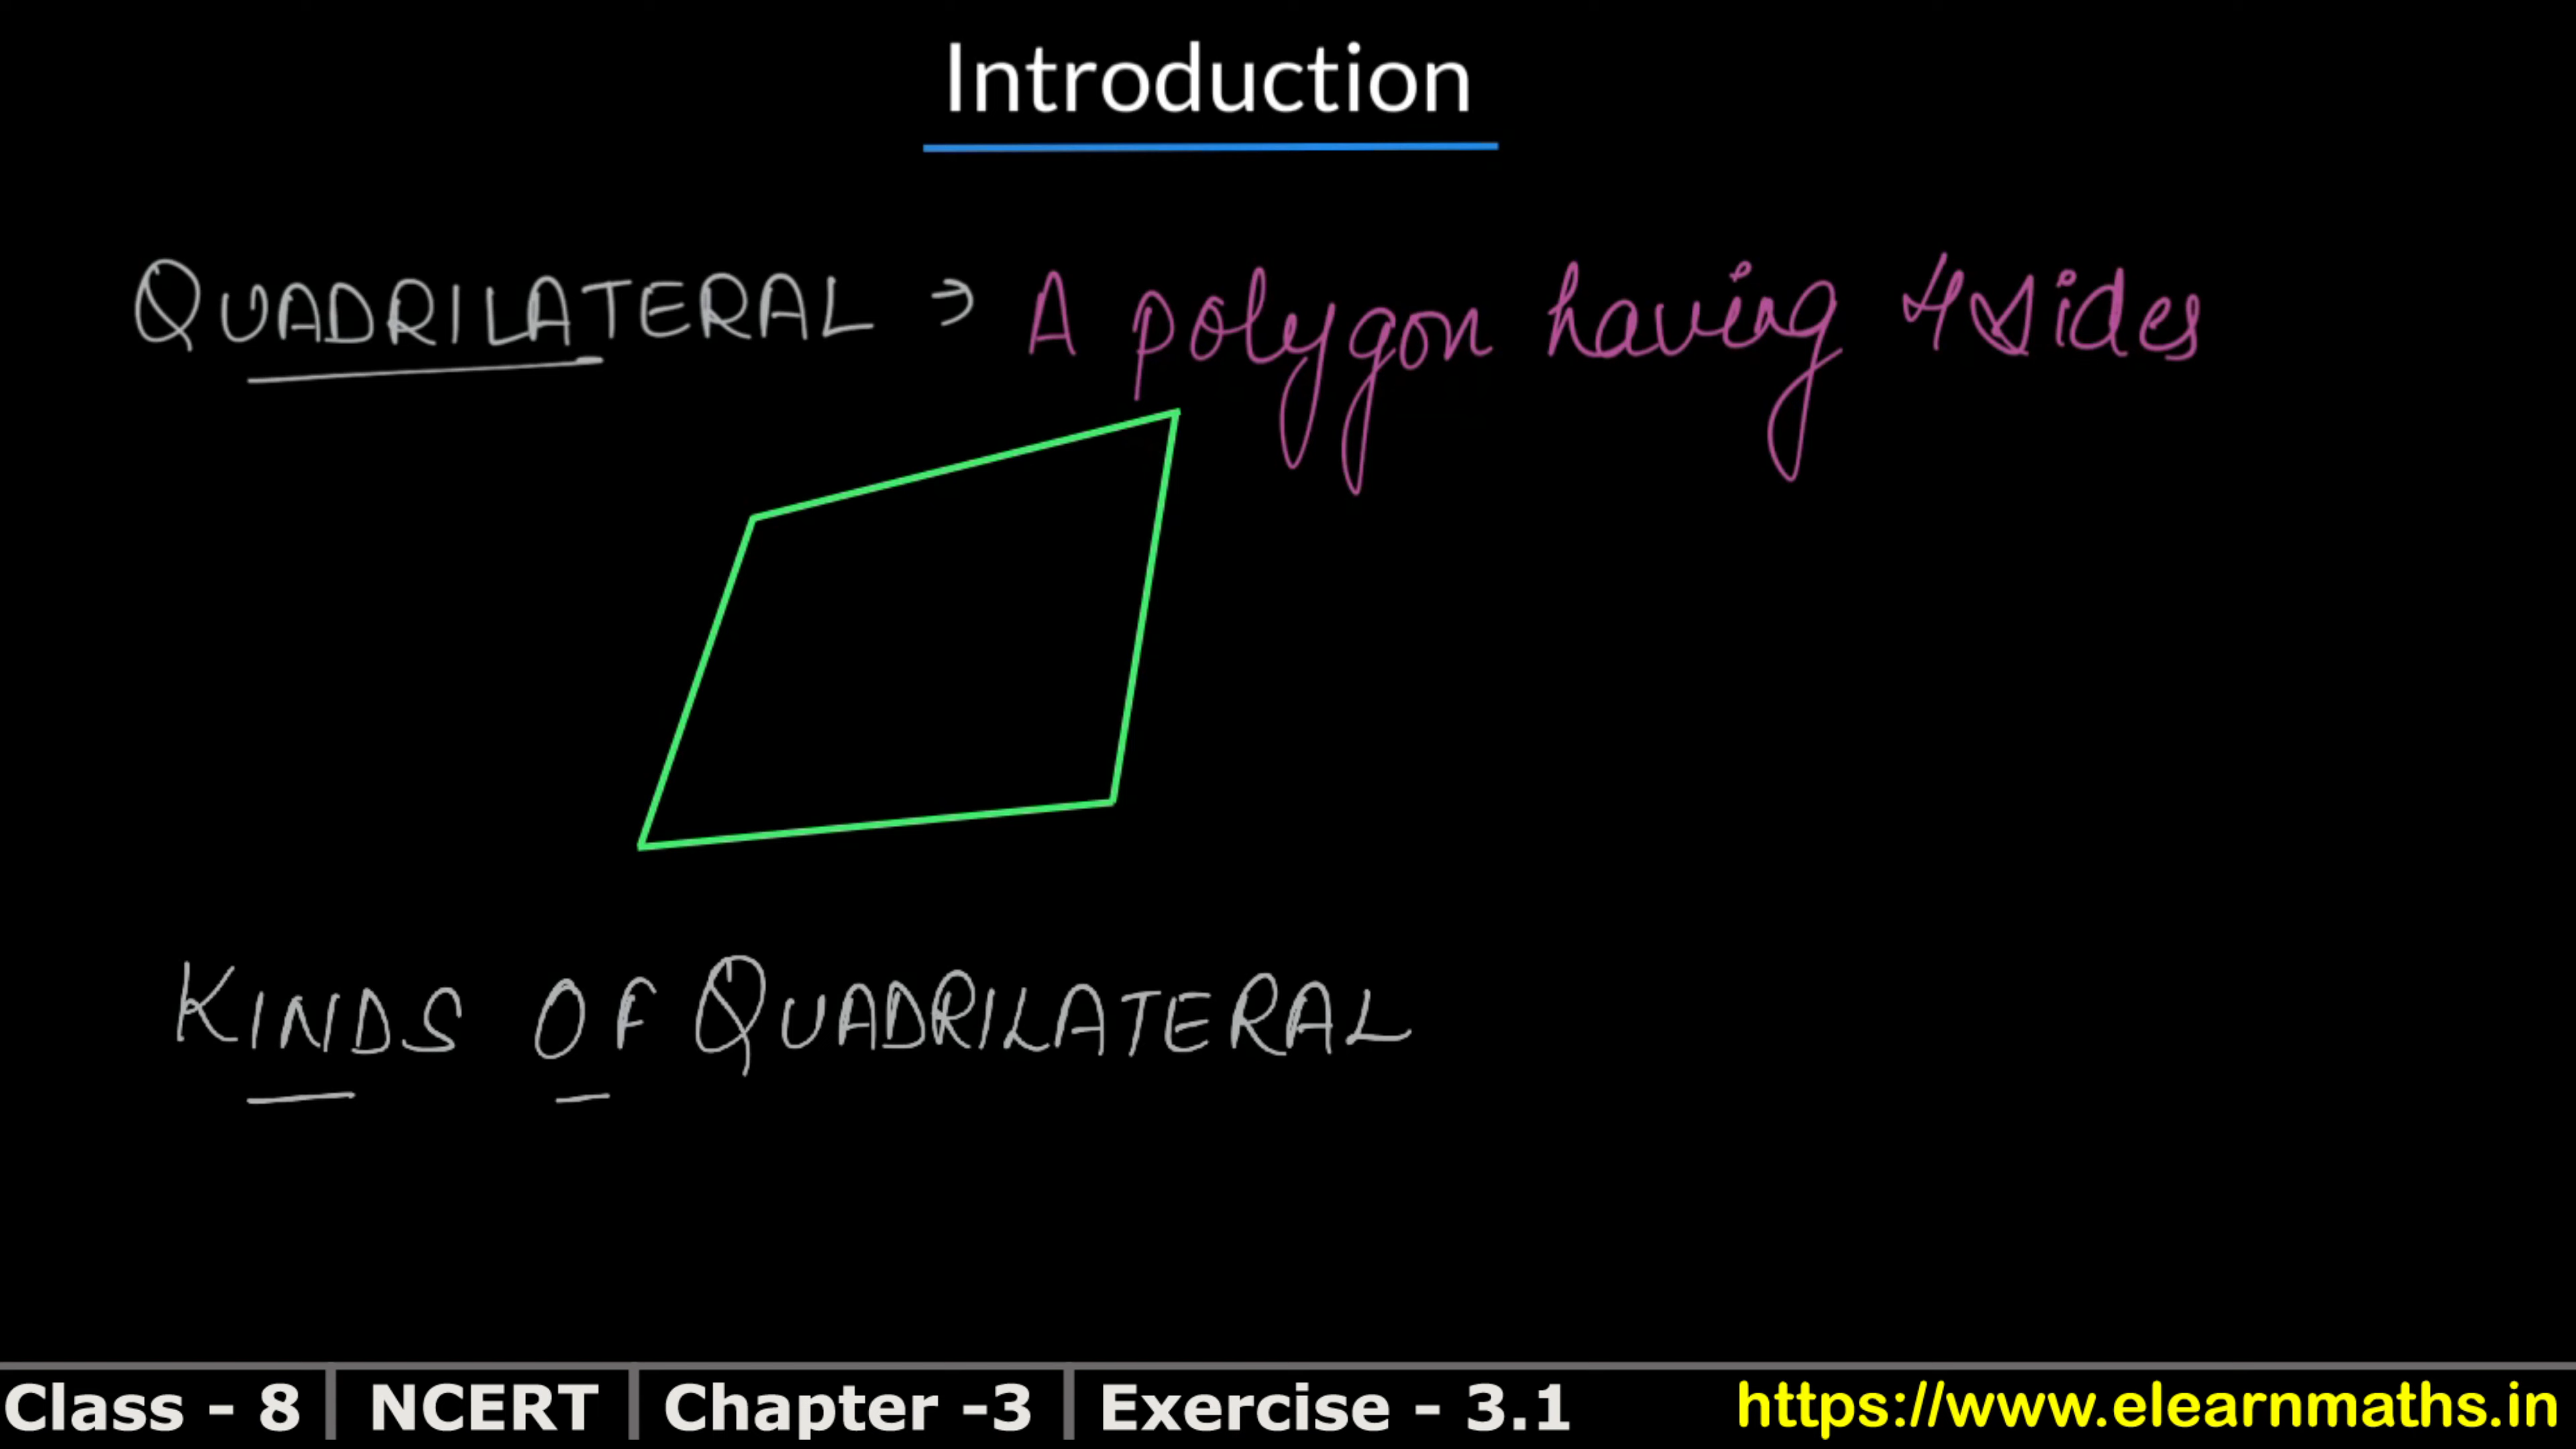 Introduction
QUADRILATERAL → A polygon having 4 sides
KINDS OF QUADRILATERAL
Class - 8 | NCERT | Chapter -3 | Exercise - 3.1 https://www.elearnmaths.in